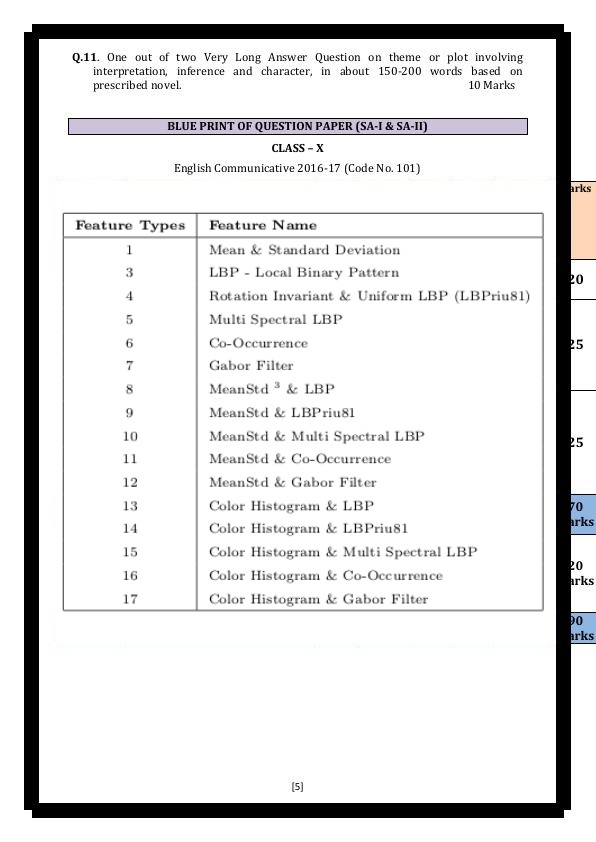 Q.11. One out of two Very Long Answer Question on theme or plot involving
interpretation, inference and character, in about 150-200 words based on
prescribed novel. 10 Marks
BLUE PRINT OF QUESTION PAPER (SA-I & SA-II)
CLASS – X
English Communicative 2016-17 (Code No. 101)
Feature Types Feature Name
1 Mean & Standard Deviation
3 LBP - Local Binary Pattern
4 Rotation Invariant & Uniform LBP (LBPriu81)
5 Multi Spectral LBP
6 Co-Occurrence
7 Gabor Filter
8 MeanStd ³ & LBP
9 MeanStd & LBPriu81
10 MeanStd & Multi Spectral LBP
11 MeanStd & Co-Occurrence
12 MeanStd & Gabor Filter
13 Color Histogram & LBP
14 Color Histogram & LBPriu81
15 Color Histogram & Multi Spectral LBP
16 Color Histogram & Co-Occurrence
17 Color Histogram & Gabor Filter
arks
20
25
25
70
arks
20
arks
90
arks
[5]